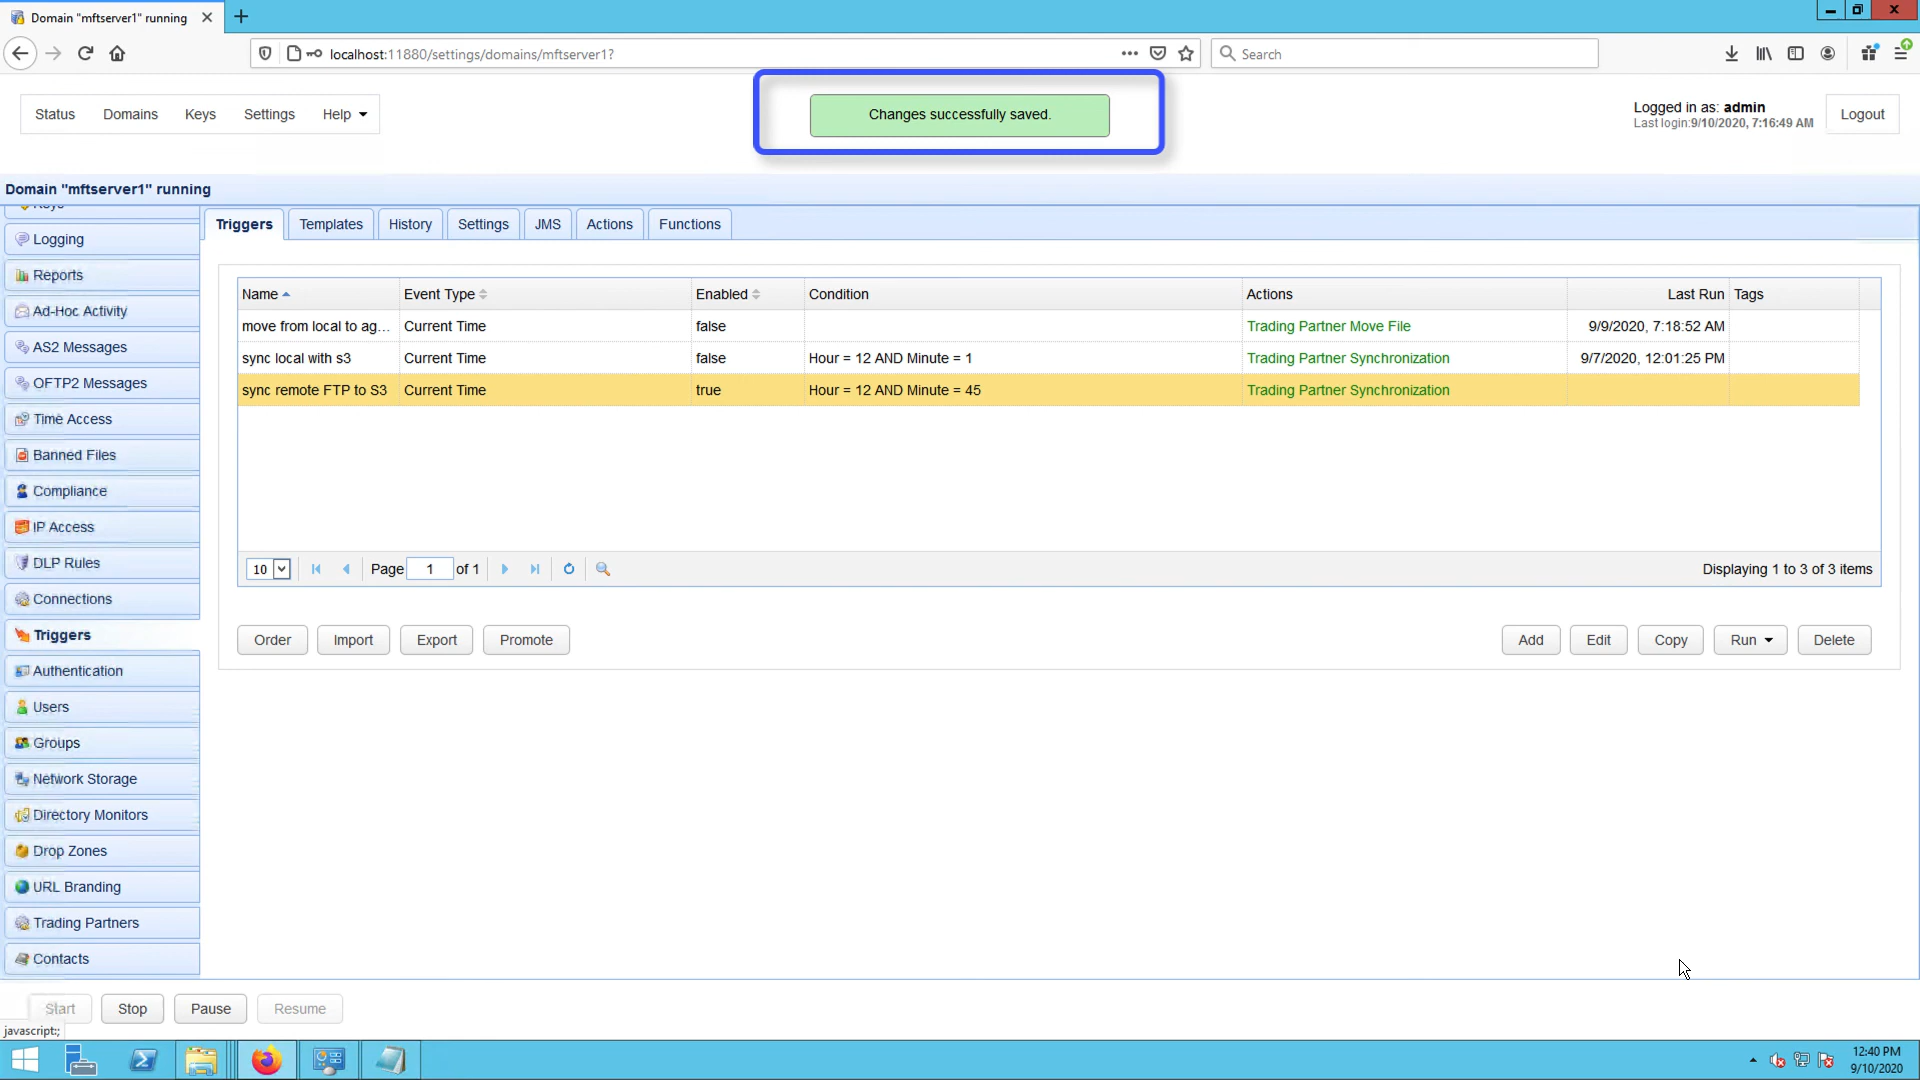 Domain "mftserver1" running
localhost:11880/settings/domains/mftserver1?
Search
Status
Domains
Keys
Settings
Help
Changes successfully saved.
Logged in as: admin
Last login:9/10/2020, 7:16:49 AM
Logout
Domain "mftserver1" running
Keys
Logging
Reports
Ad-Hoc Activity
AS2 Messages
OFTP2 Messages
Time Access
Banned Files
Compliance
IP Access
DLP Rules
Connections
Triggers
Authentication
Users
Groups
Network Storage
Directory Monitors
Drop Zones
URL Branding
Trading Partners
Contacts
Triggers
Templates
History
Settings
JMS
Actions
Functions
Name Event Type Enabled Condition Actions Last Run Tags
move from local to ag... Current Time false Trading Partner Move File 9/9/2020, 7:18:52 AM
sync local with s3 Current Time false Hour = 12 AND Minute = 1 Trading Partner Synchronization 9/7/2020, 12:01:25 PM
sync remote FTP to S3 Current Time true Hour = 12 AND Minute = 45 Trading Partner Synchronization
10 Page 1 of 1 Displaying 1 to 3 of 3 items
Order
Import
Export
Promote
Add
Edit
Copy
Run
Delete
Start
Stop
Pause
Resume
javascript:;
12:40 PM
9/10/2020